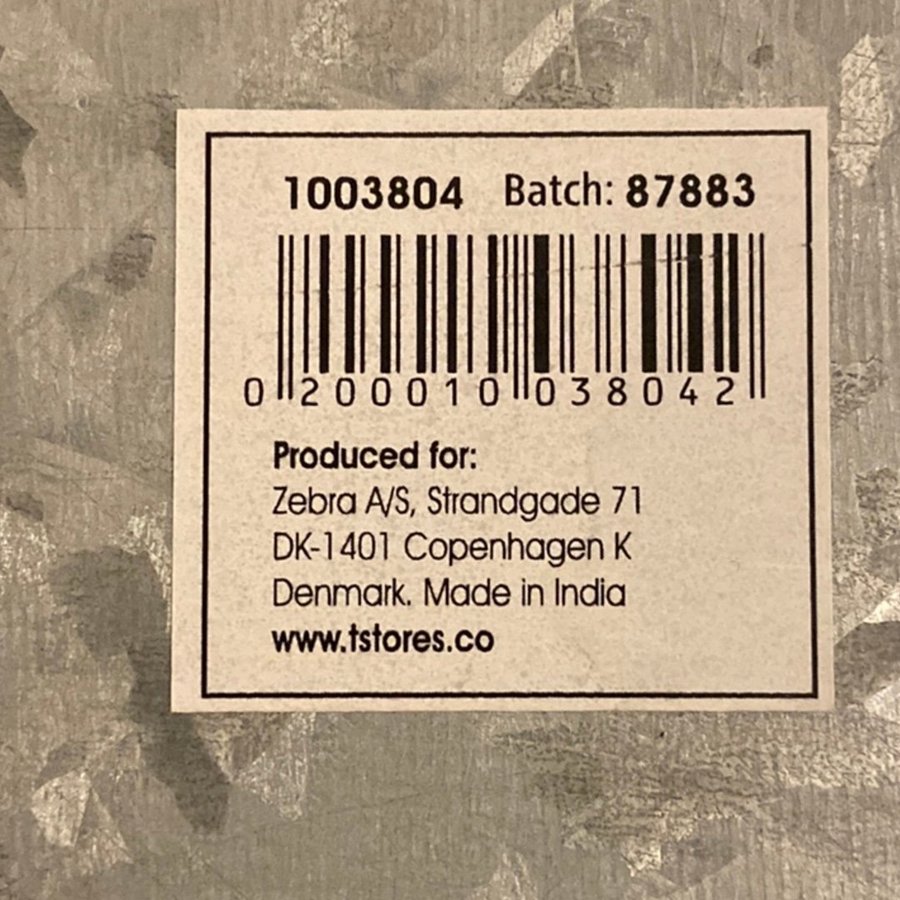 1003804 Batch: 87883
0 200010 038042
Produced for:
Zebra A/S, Strandgade 71
DK-1401 Copenhagen K
Denmark. Made in India
www.tstores.co